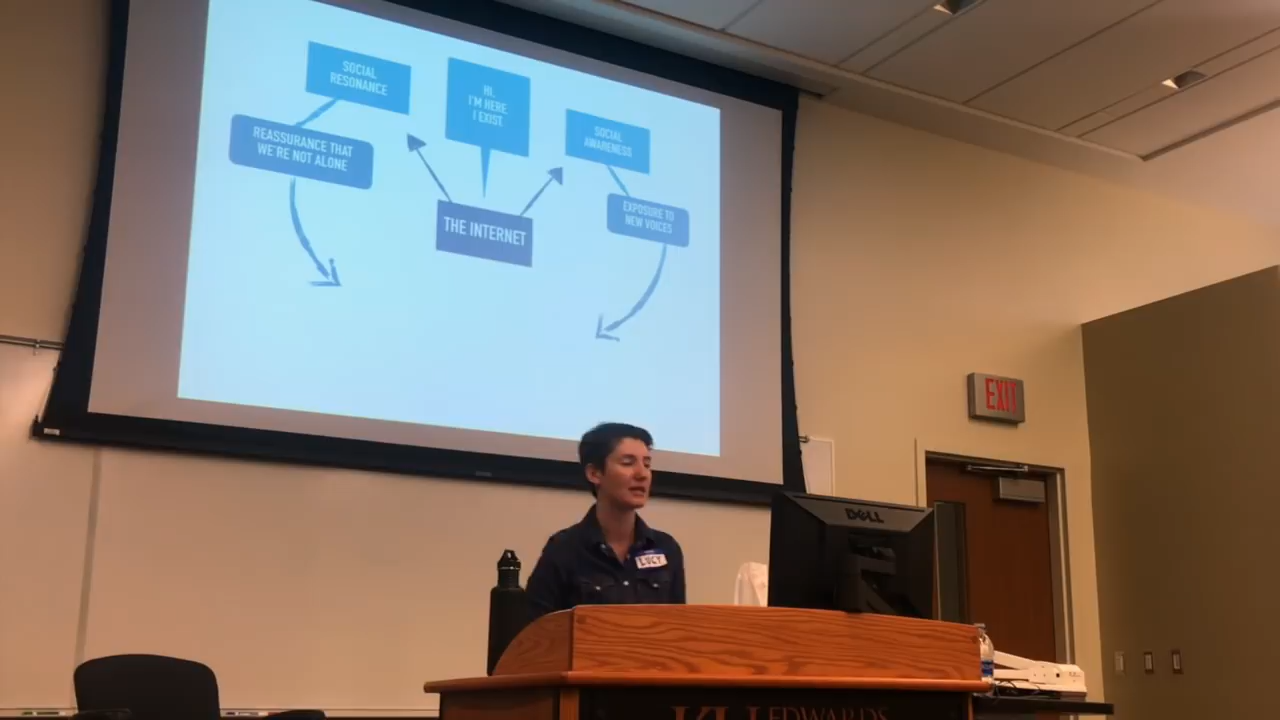 SOCIAL
RESONANCE
HI,
I'M HERE
I EXIST
SOCIAL
AWARENESS
REASSURANCE THAT
WE'RE NOT ALONE
EXPOSURE TO
NEW VOICES
THE INTERNET
EXIT
DELL
LUCY
KU EDWARDS